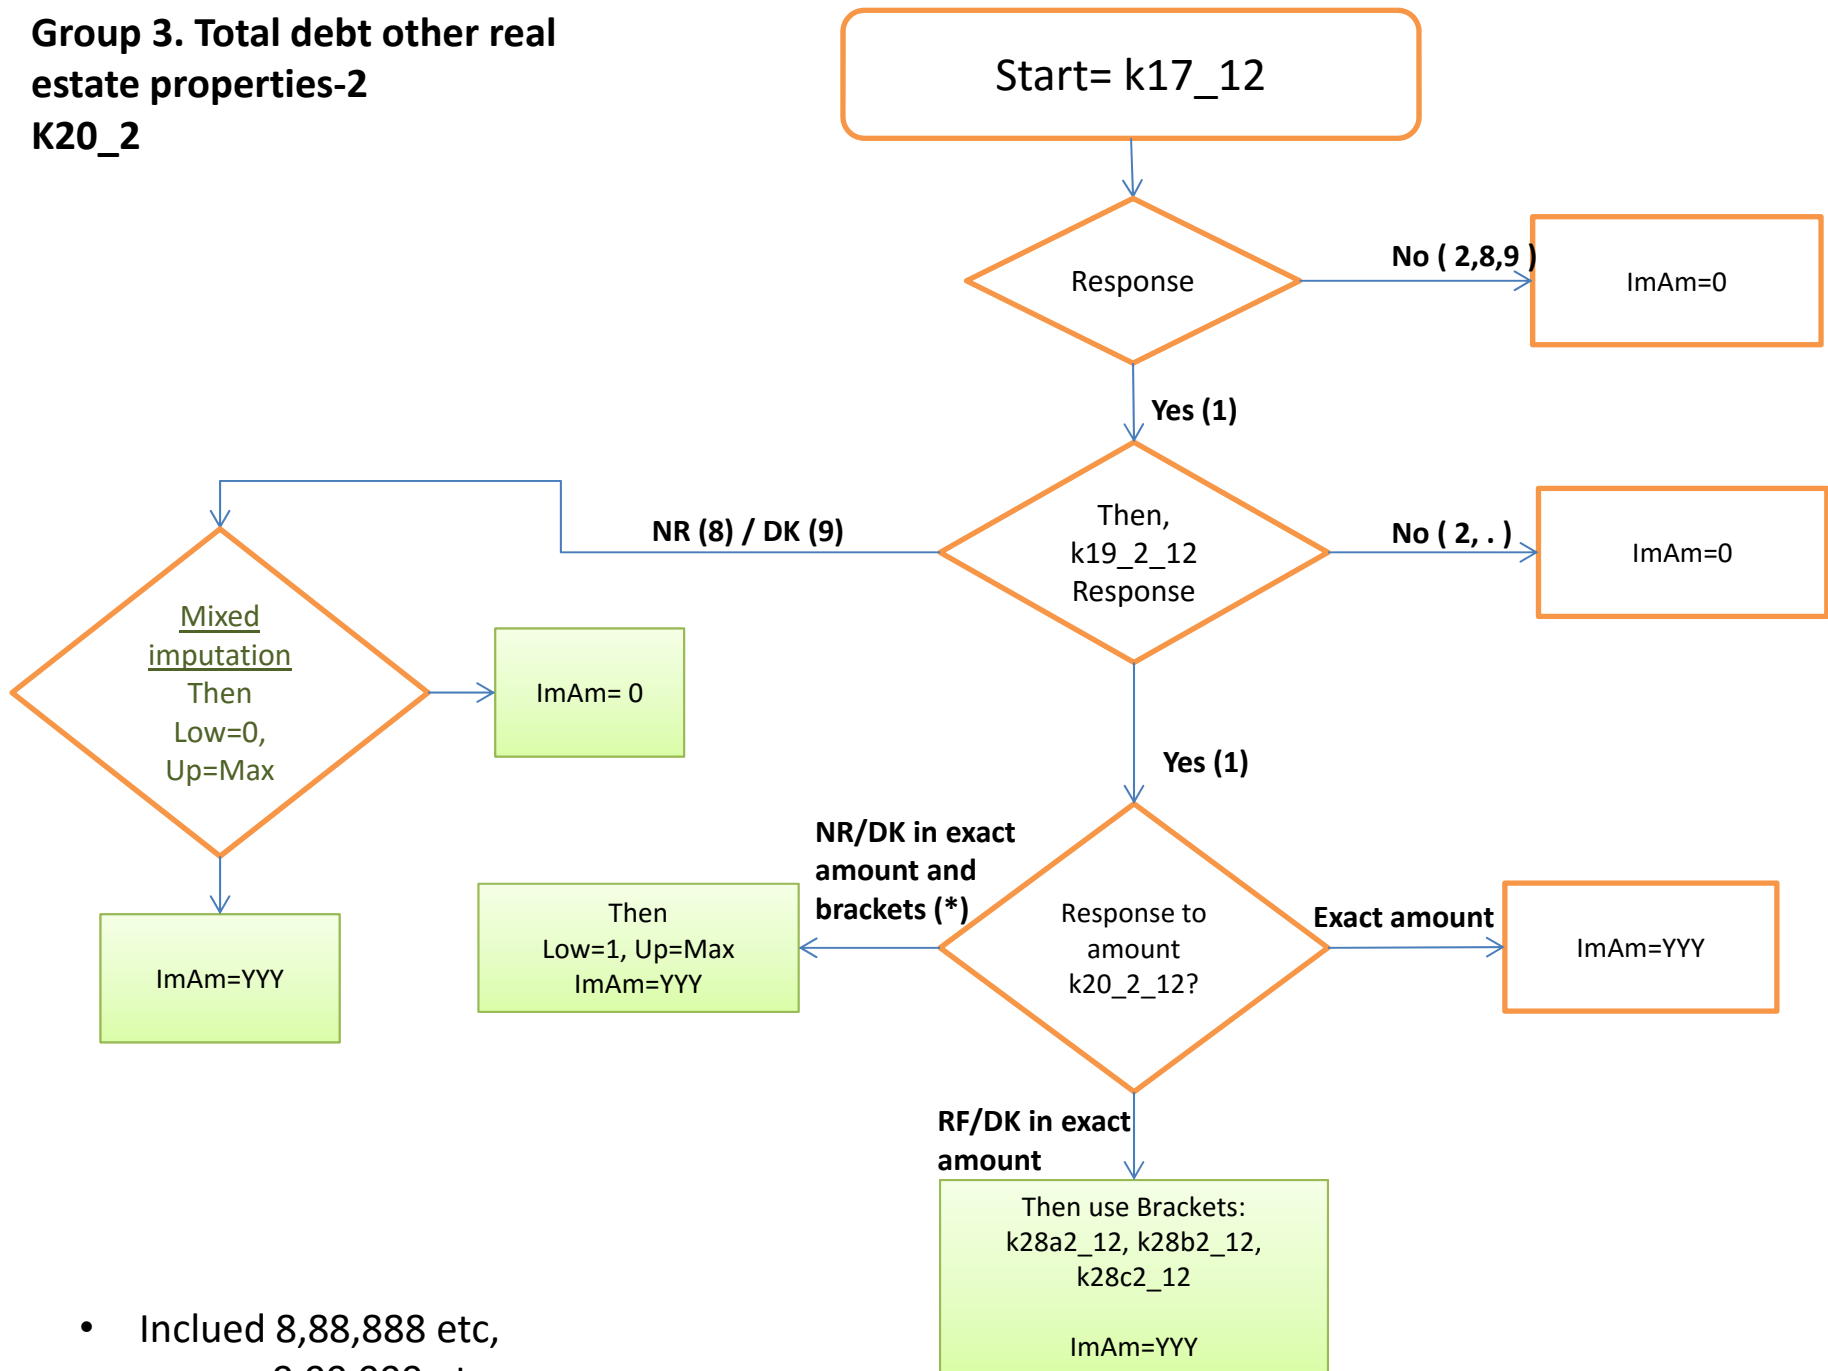 Group 3. Total debt other real
estate properties-2
K20_2
Start= k17_12
Response
No ( 2,8,9 )
ImAm=0
Yes (1)
Then,
k19_2_12
Response
No ( 2, . )
ImAm=0
NR (8) / DK (9)
Mixed
imputation
Then
Low=0,
Up=Max
ImAm= 0
ImAm=YYY
Yes (1)
Response to
amount
k20_2_12?
NR/DK in exact
amount and
brackets (*)
Then
Low=1, Up=Max
ImAm=YYY
Exact amount
ImAm=YYY
RF/DK in exact
amount
Then use Brackets:
k28a2_12, k28b2_12,
k28c2_12
ImAm=YYY
• Inclued 8,88,888 etc,